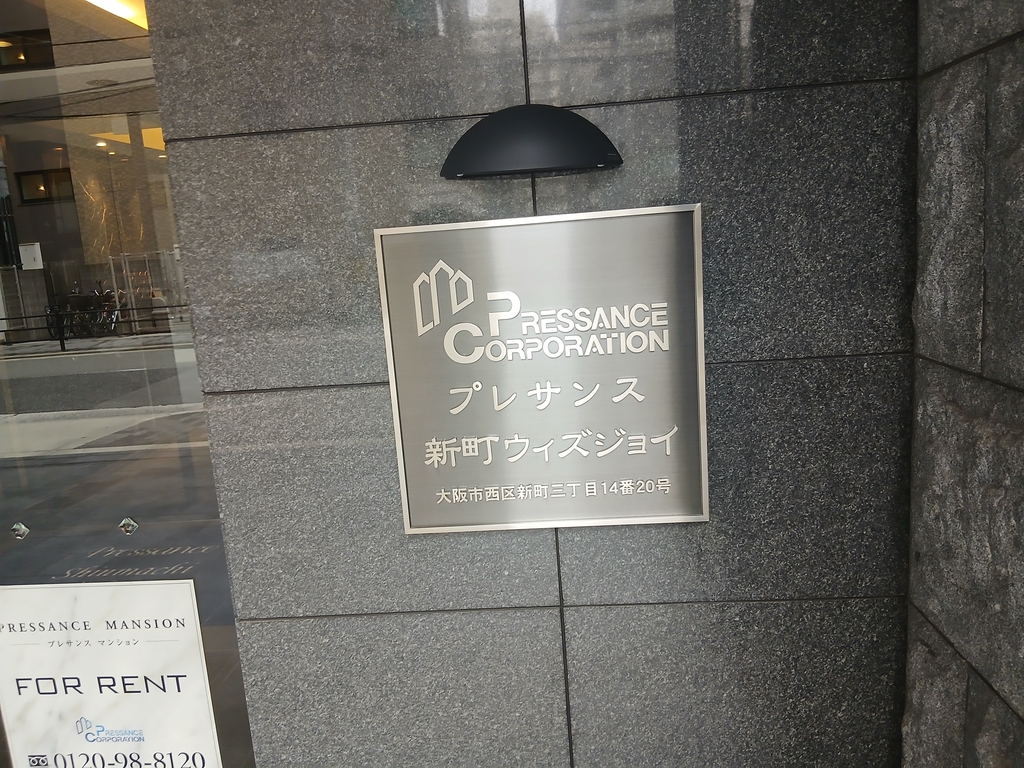 PRESSANCE
CORPORATION
プレサンス
新町ウィズジョイ
大阪市西区新町三丁目14番20号
Pressance
Shinmachi
PRESSANCE MANSION
プレサンス マンション
FOR RENT
PRESSANCE
CORPORATION
0120-98-8120